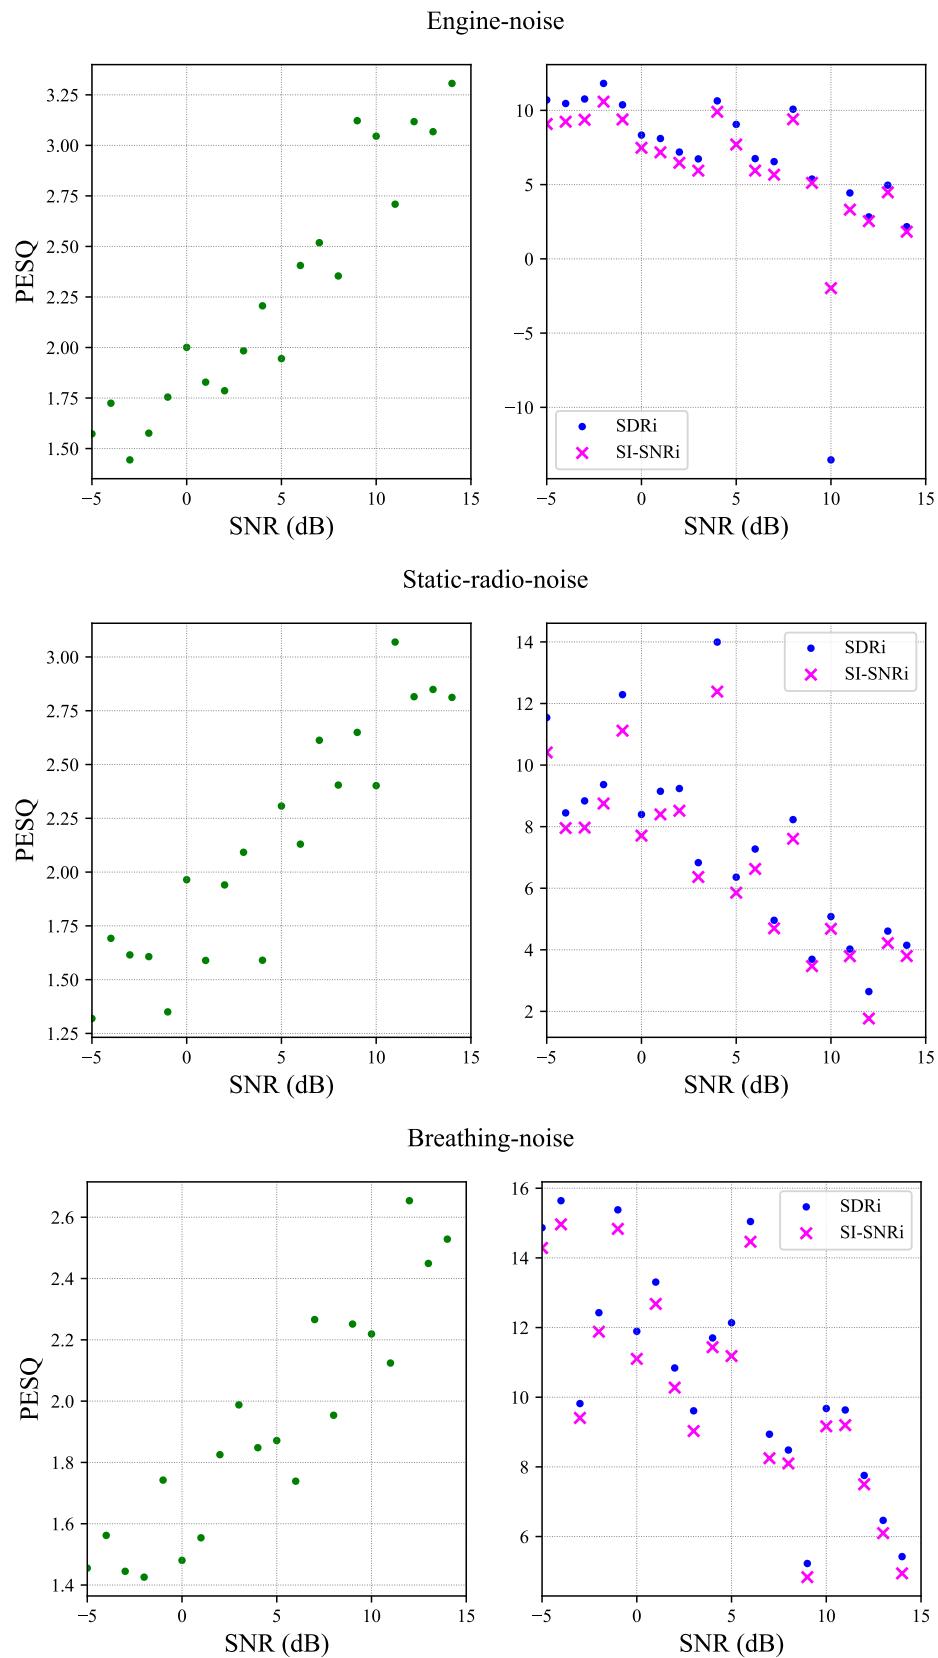 Engine-noise
PESQ
3.25
3.00
2.75
2.50
2.25
2.00
1.75
1.50
−5 0 5 10 15
SNR (dB)
10
5
0
−5
−10
SDRi
SI-SNRi
−5 0 5 10 15
SNR (dB)
Static-radio-noise
PESQ
3.00
2.75
2.50
2.25
2.00
1.75
1.50
1.25
−5 0 5 10 15
SNR (dB)
14
12
10
8
6
4
2
SDRi
SI-SNRi
−5 0 5 10 15
SNR (dB)
Breathing-noise
PESQ
2.6
2.4
2.2
2.0
1.8
1.6
1.4
−5 0 5 10 15
SNR (dB)
16
14
12
10
8
6
SDRi
SI-SNRi
−5 0 5 10 15
SNR (dB)